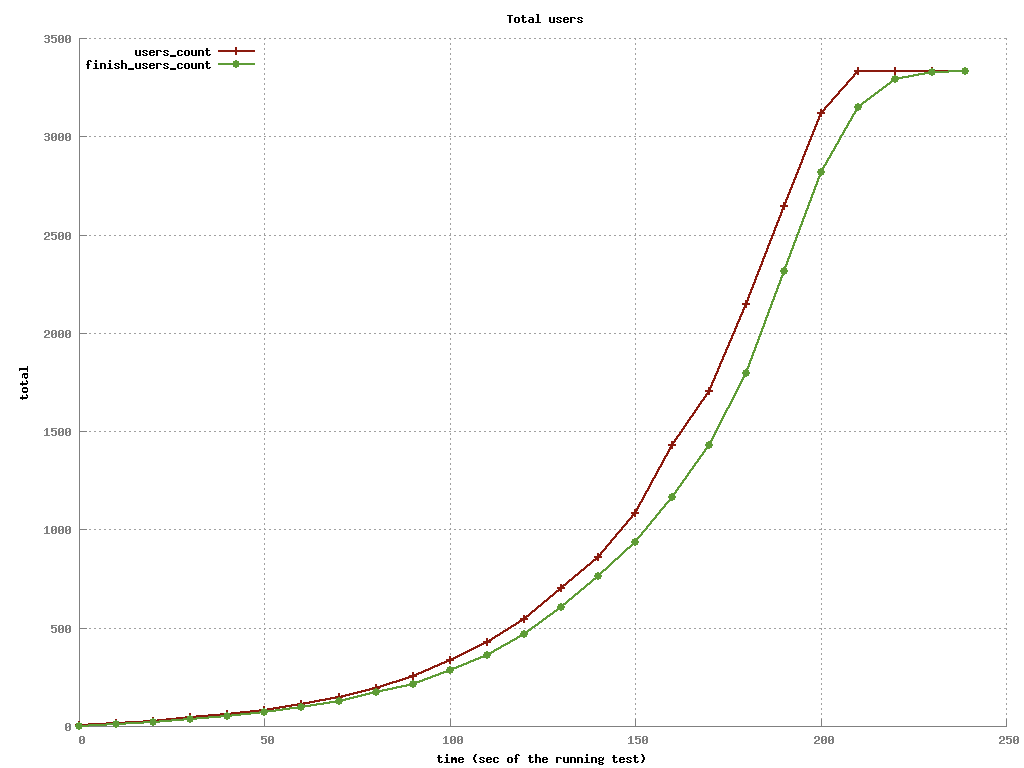 Total users
users_count
finish_users_count
3500
3000
2500
2000
1500
1000
500
0
total
0 50 100 150 200 250
time (sec of the running test)